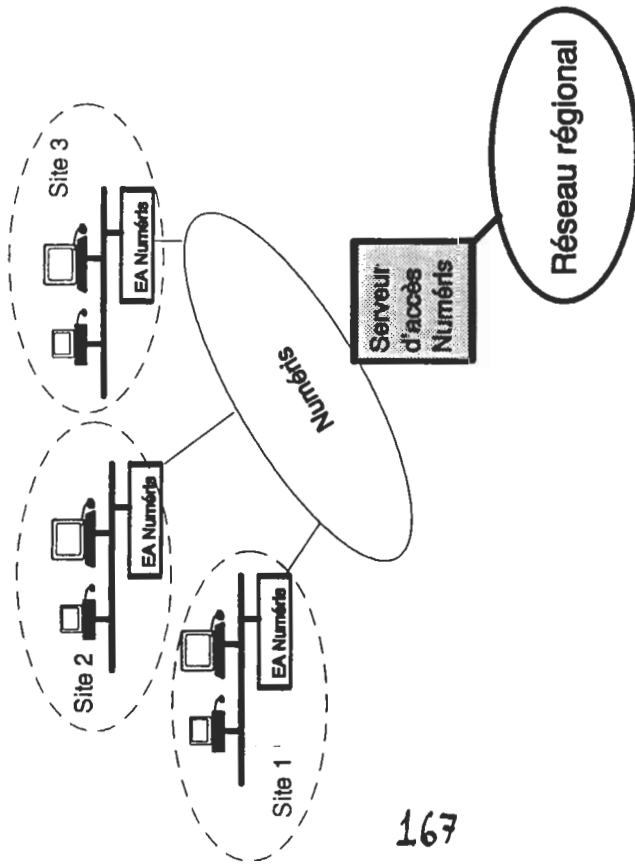 Site 1
EA Numéris
Site 2
EA Numéris
Site 3
EA Numéris
Numéris
Serveur
d'accès
Numéris
Réseau régional
167